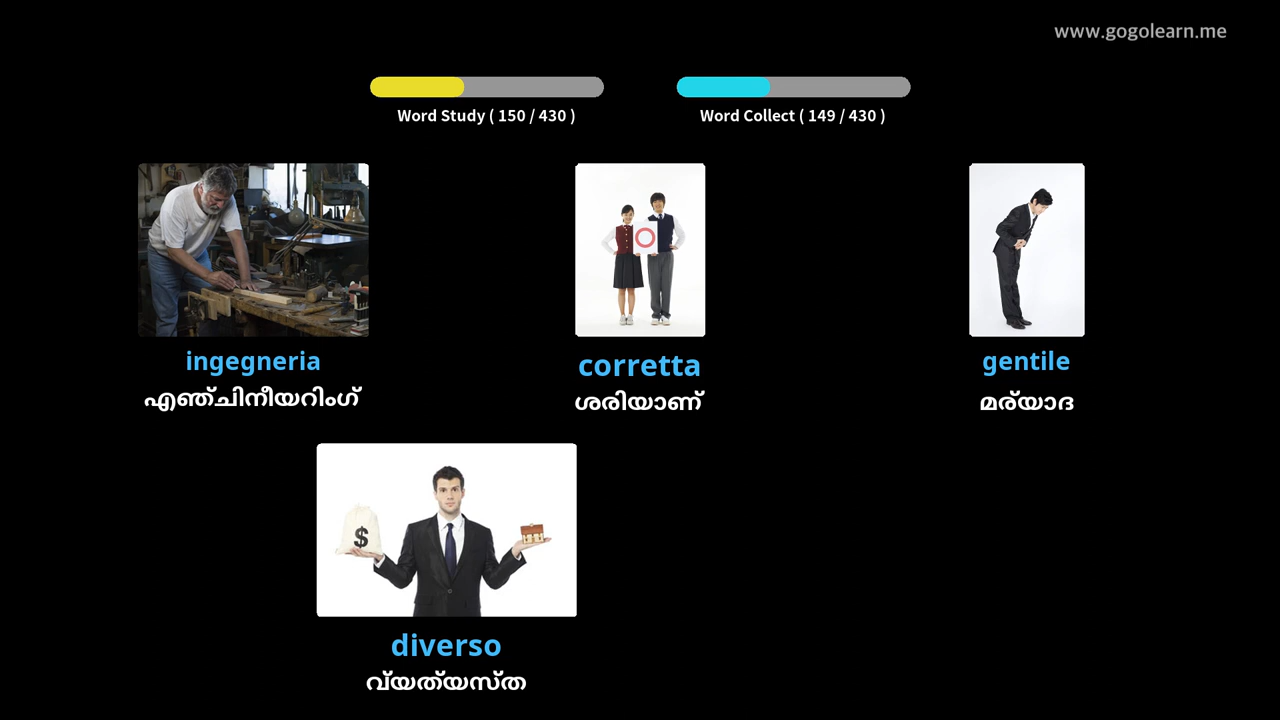 www.gogolearn.me
Word Study ( 150 / 430 )
Word Collect ( 149 / 430 )
ingegneria
എഞ്ചിനീയറിംഗ്
corretta
ശരിയാണ്
gentile
മര്യാദ
$
diverso
വ്യത്യസ്ത